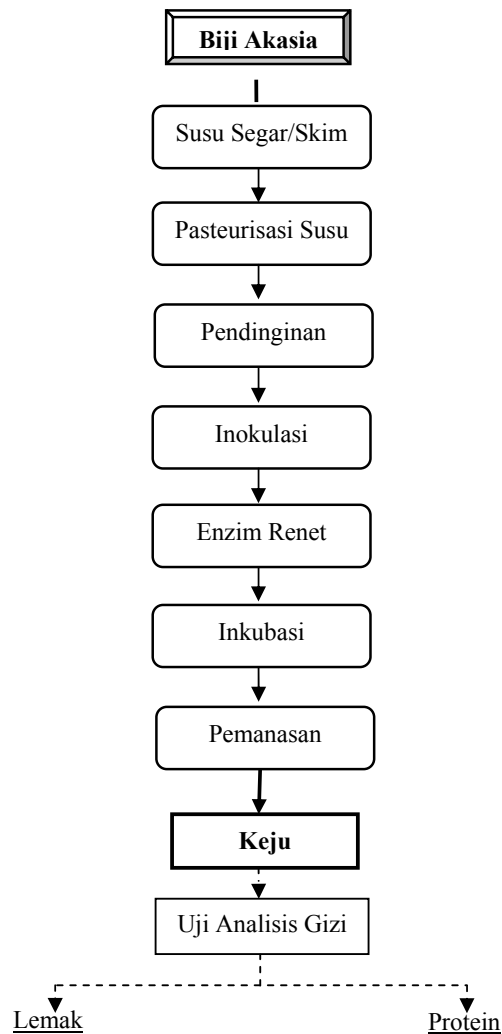 Biji Akasia
Susu Segar/Skim
Pasteurisasi Susu
Pendinginan
Inokulasi
Enzim Renet
Inkubasi
Pemanasan
Keju
Uji Analisis Gizi
Lemak
Protein